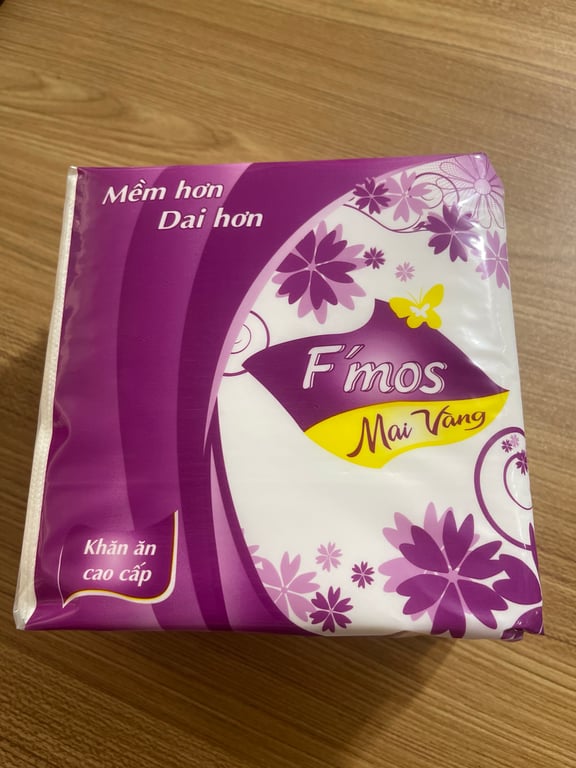 Mềm hơn
Dai hơn
F'mos
Mai Vàng
Khăn ăn
cao cấp